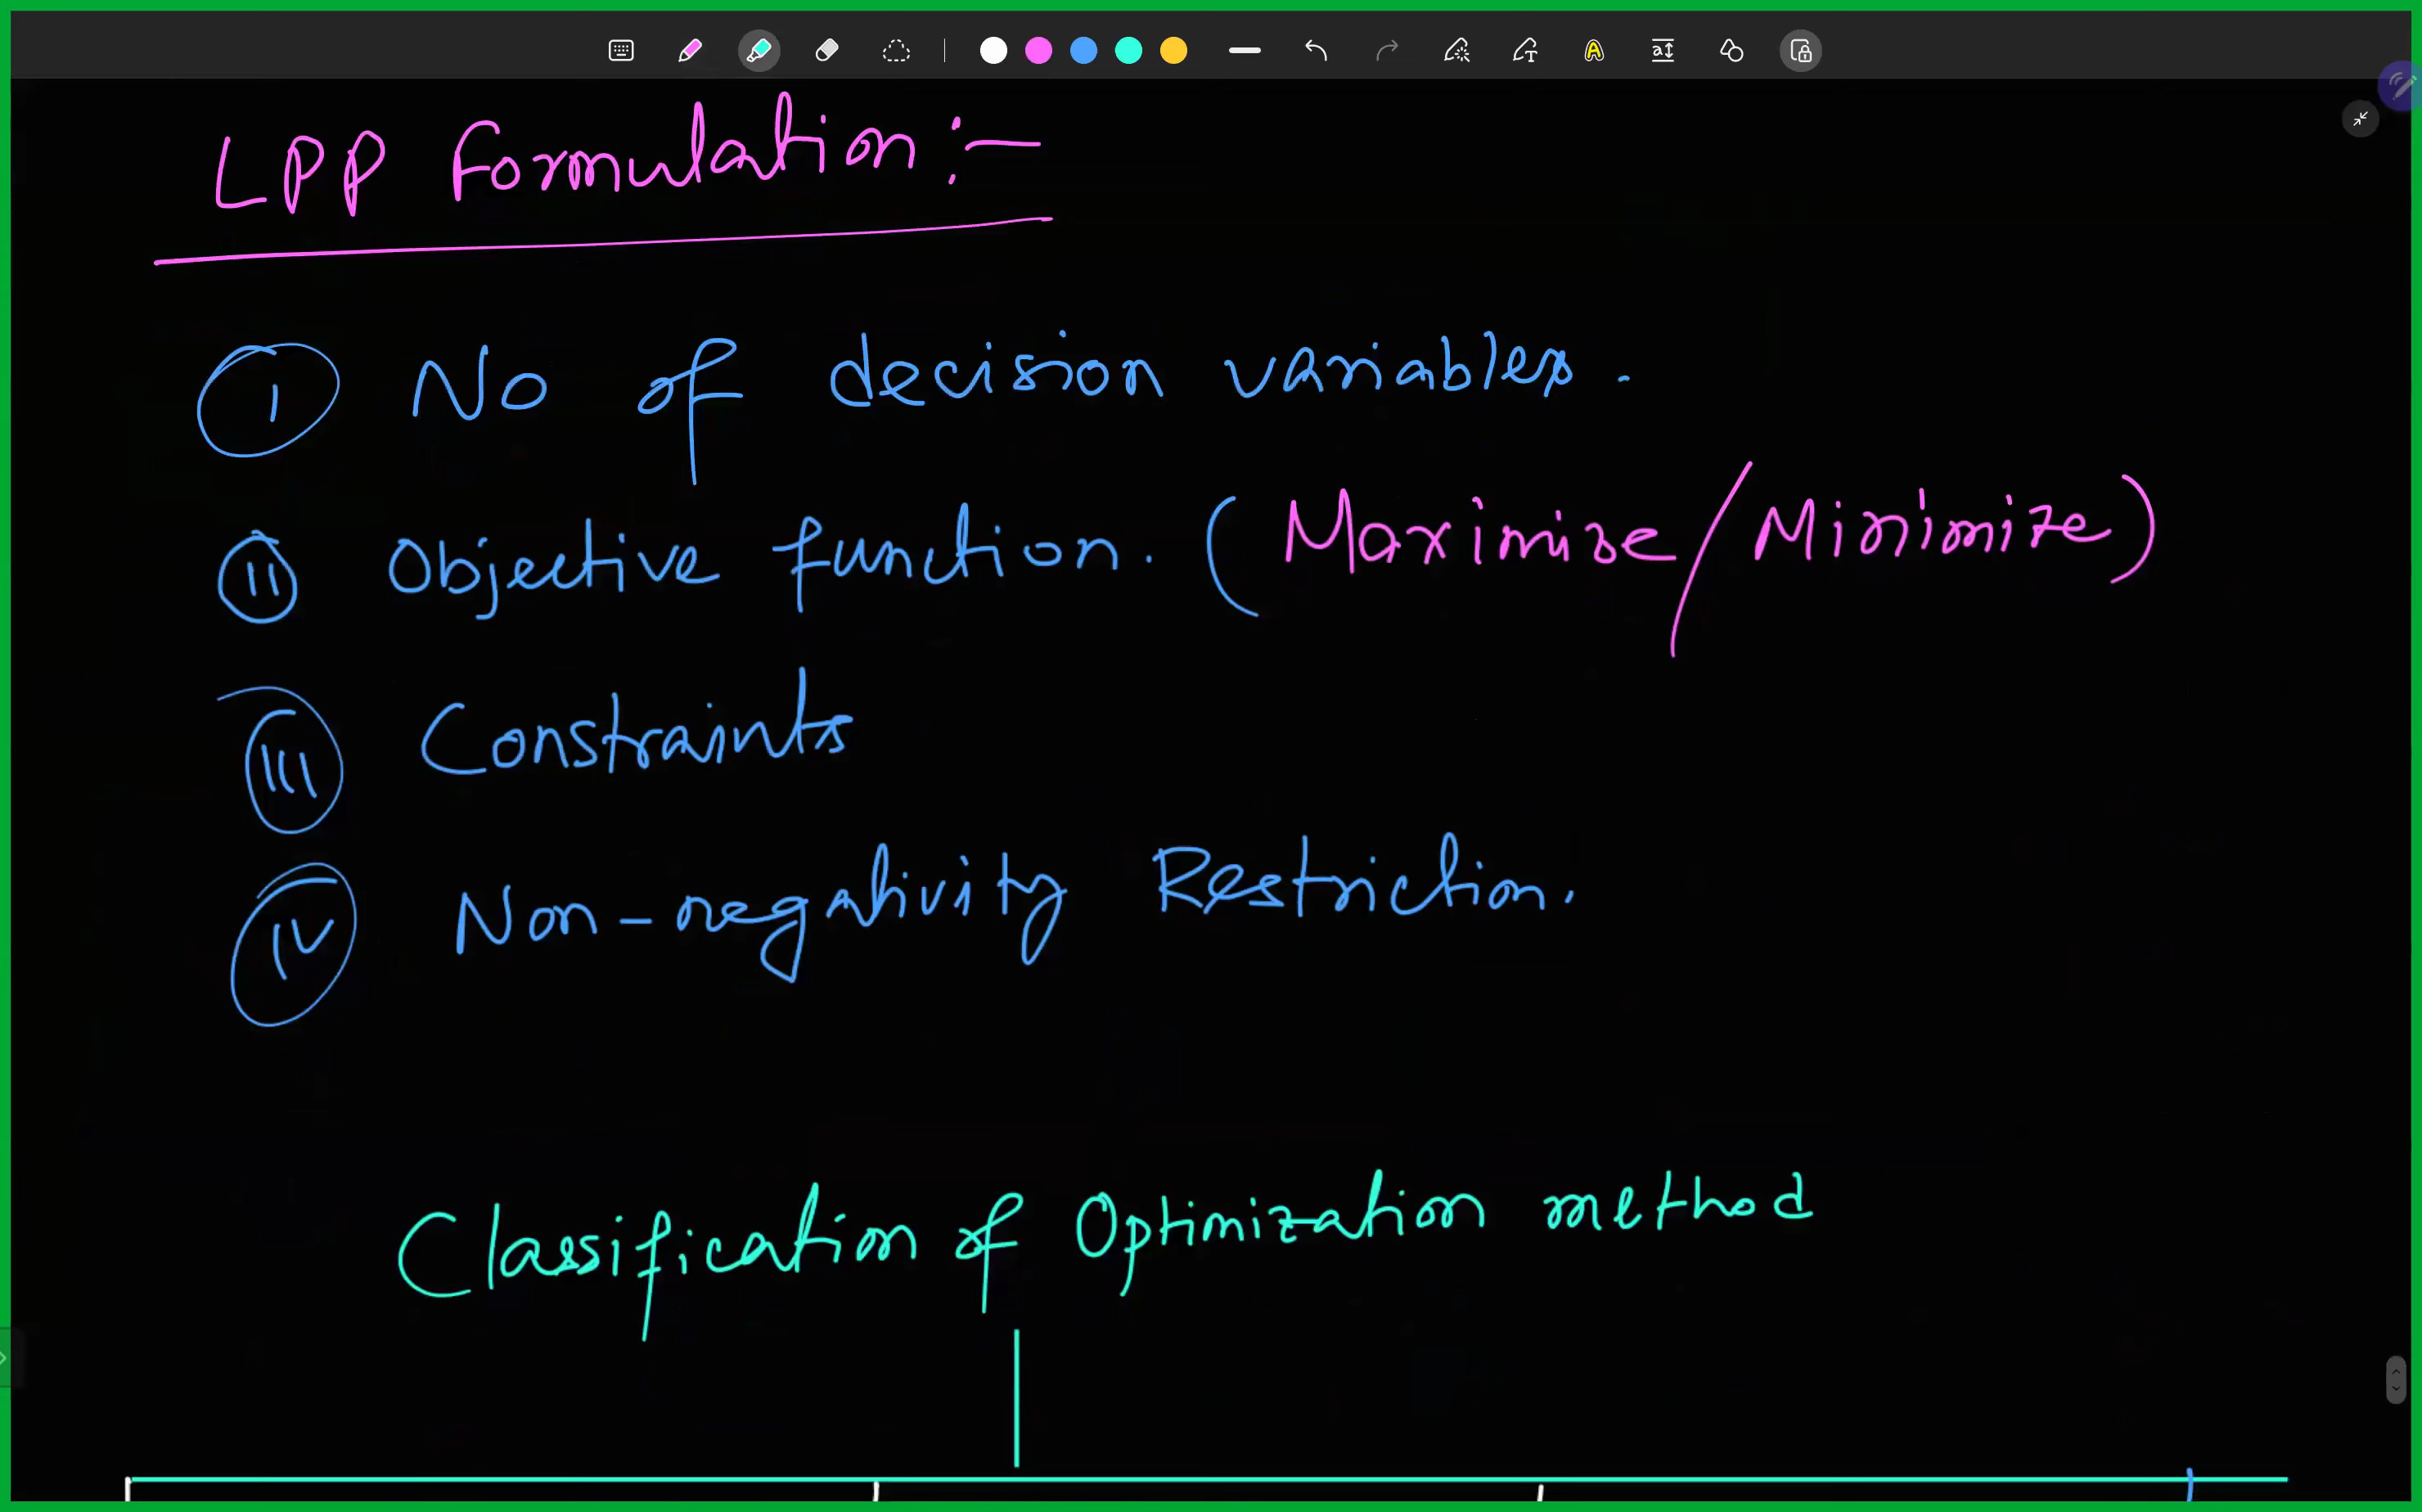 LPP Formulation:-
I No of decision variables.
II Objective function. (Maximize/Minimize)
III Constraints
IV Non-negativity Restriction.
Classification of Optimization method